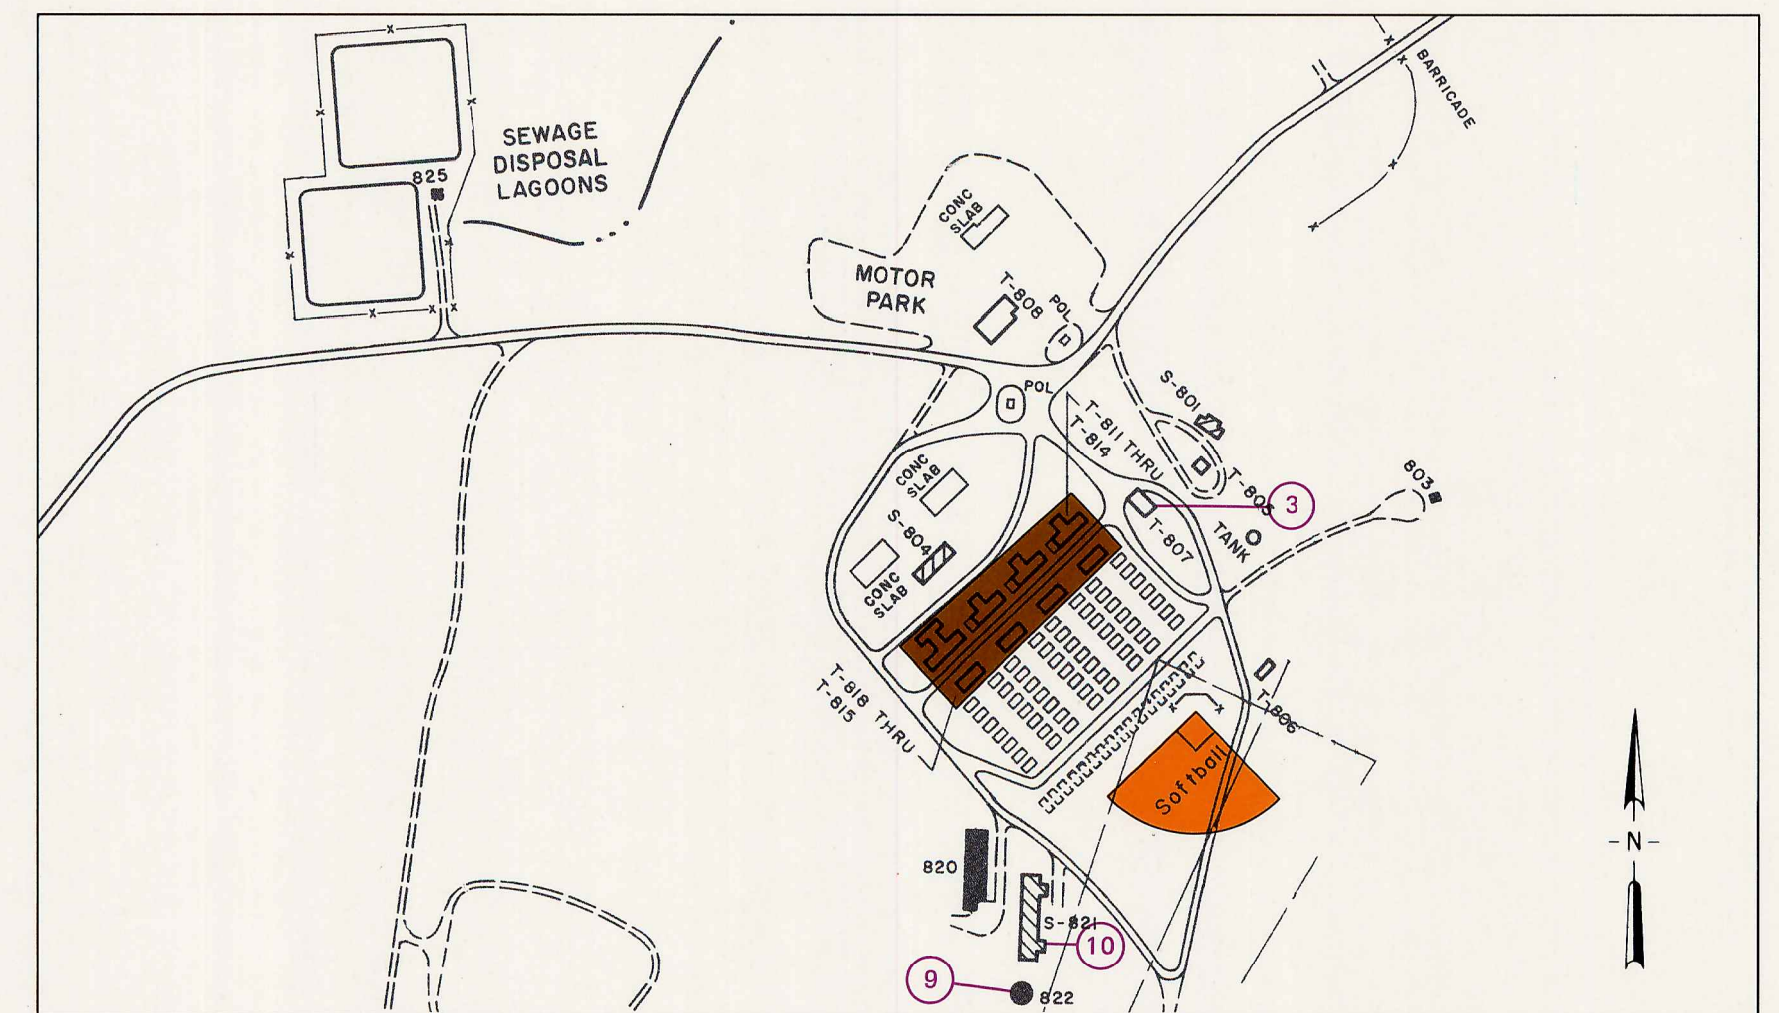 BARRICADE
SEWAGE
DISPOSAL
LAGOONS
825
CONC
SLAB
MOTOR
PARK
T-808
POL
POL
S-801
T-811 THRU
T-814
T-805
3
803
CONC
SLAB
S-804
T-807
TANK
CONC
SLAB
T-818 THRU
T-815
T-806
Softball
N
820
S-821
10
9
822